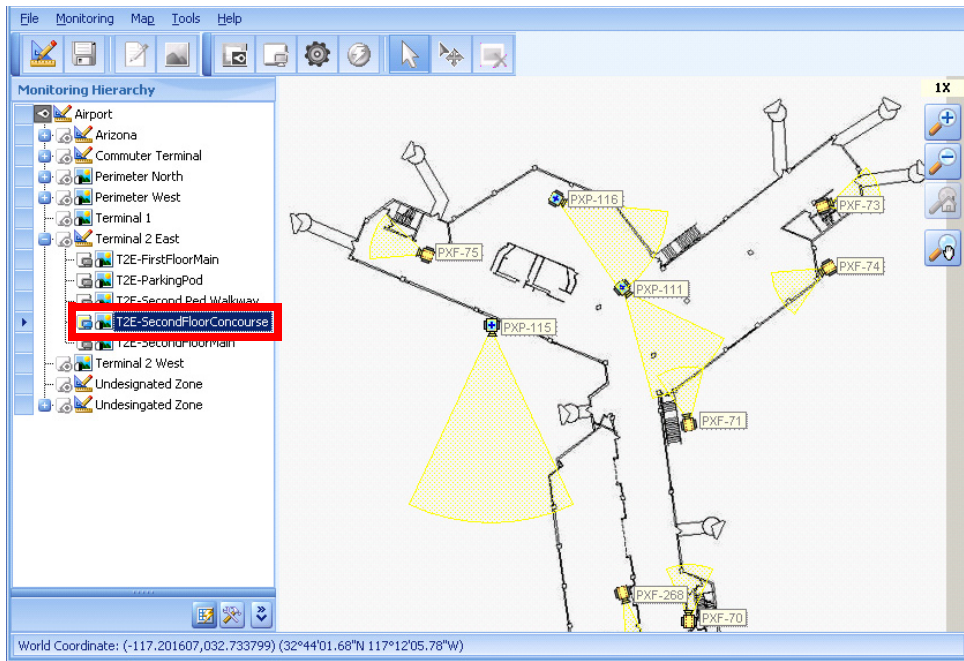 File Monitoring Map Tools Help
Monitoring Hierarchy
1X
Airport
Arizona
Commuter Terminal
Perimeter North
Perimeter West
Terminal 1
Terminal 2 East
T2E-FirstFloorMain
T2E-ParkingPod
T2E-Second Ped Walkway
T2E-SecondFloorConcourse
T2E-SecondFloorMain
Terminal 2 West
Undesignated Zone
Undesingated Zone
PXP-116
PXF-73
PXF-75
PXF-74
PXP-111
PXP-115
PXF-71
PXF-268
PXF-70
World Coordinate: (-117.201607,032.733799) (32°44'01.68"N 117°12'05.78"W)